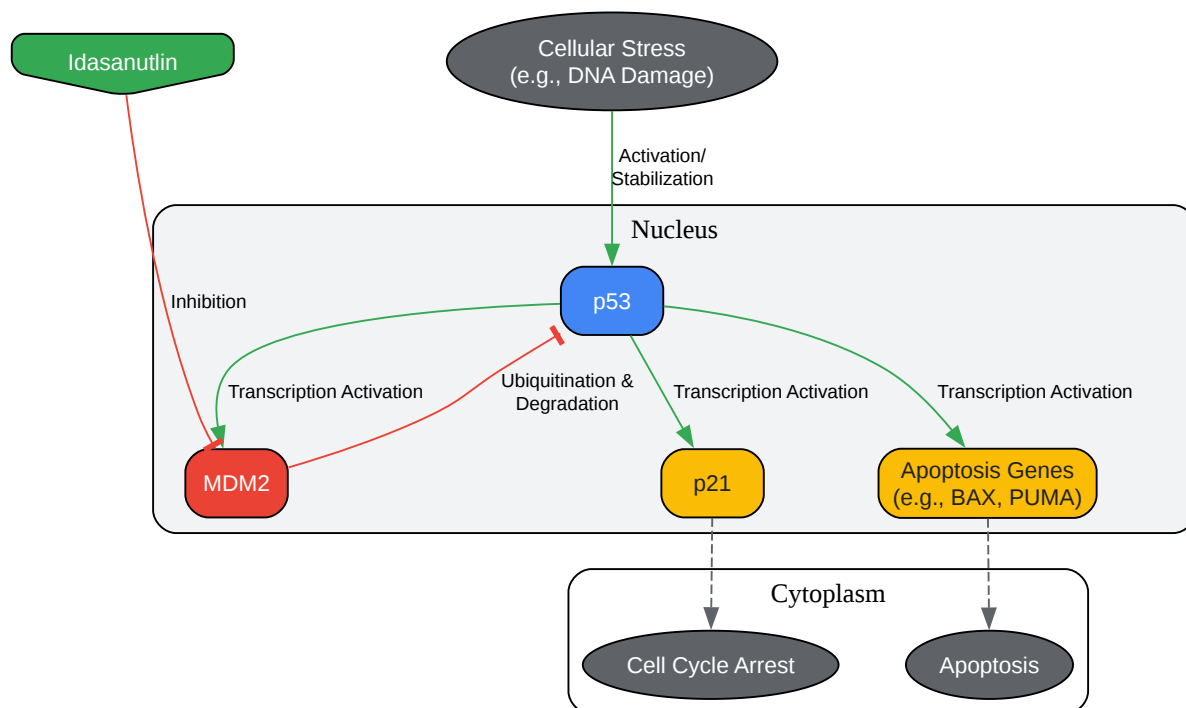 Idasanutlin
Cellular Stress
(e.g., DNA Damage)
Activation/
Stabilization
Nucleus
p53
Inhibition
Transcription Activation
Ubiquitination &
Degradation
Transcription Activation
Transcription Activation
MDM2
p21
Apoptosis Genes
(e.g., BAX, PUMA)
Cytoplasm
Cell Cycle Arrest
Apoptosis